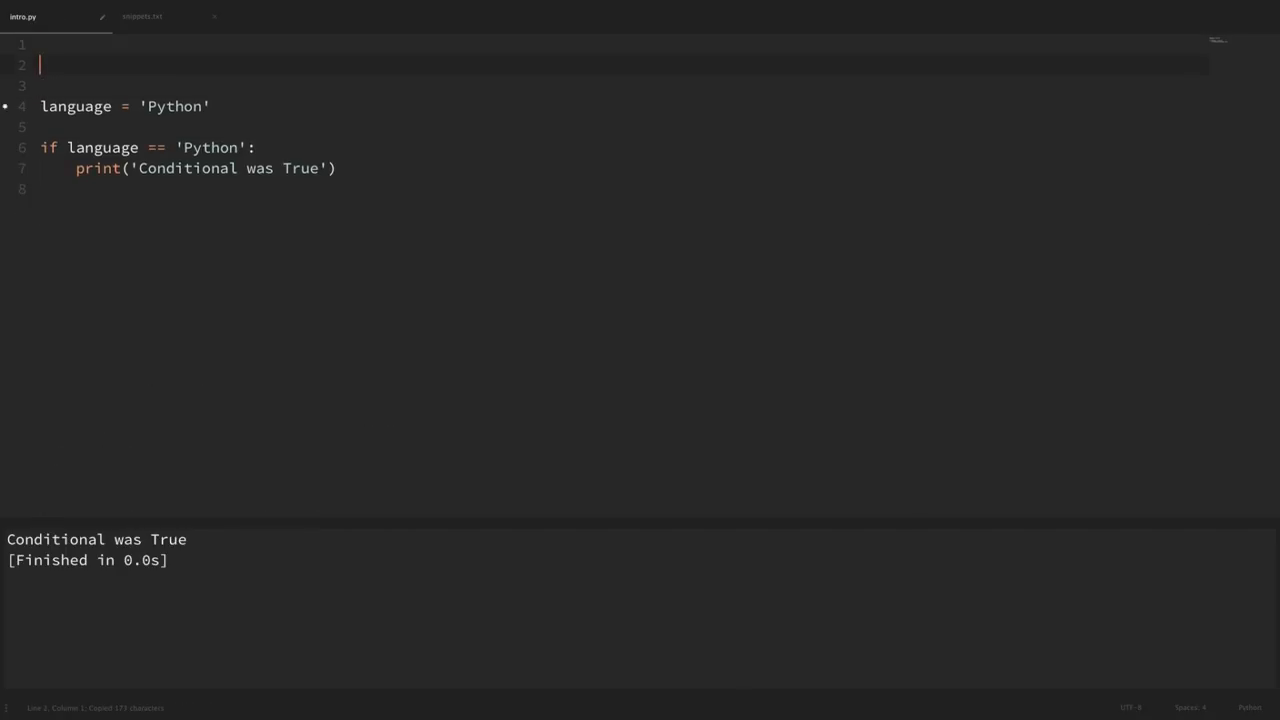 intro.py
snippets.txt
1
2
3
4 language = 'Python'
5
6 if language == 'Python':
7     print('Conditional was True')
8
Conditional was True
[Finished in 0.0s]
Line 2, Column 1; Copied 173 characters
UTF-8
Spaces: 4
Python